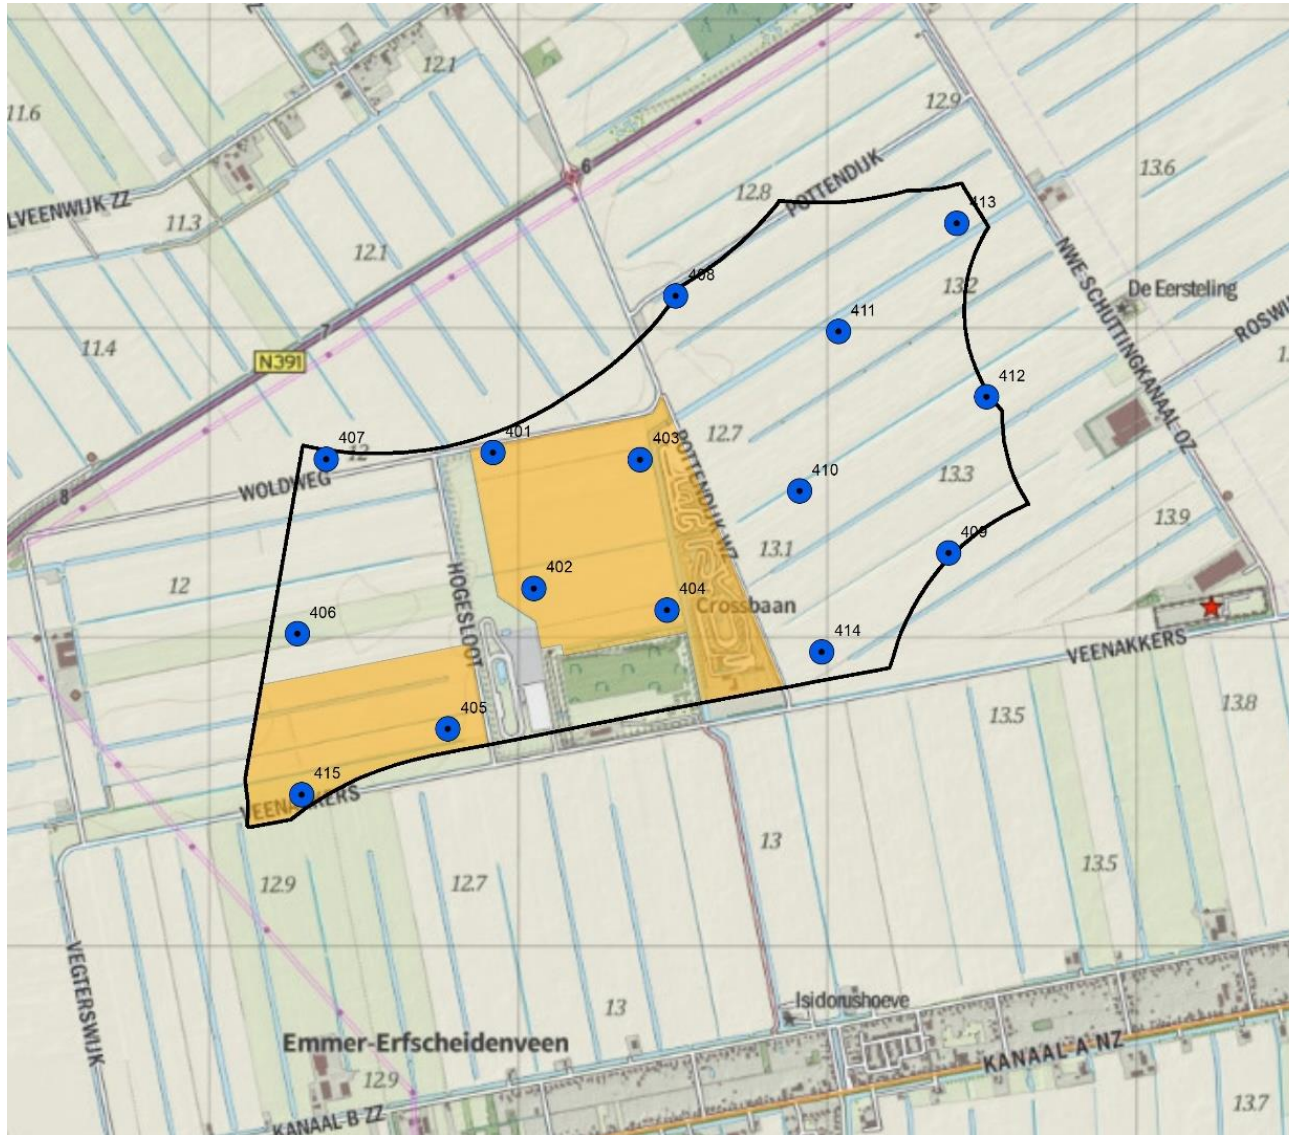 12.1
11.6
6
12.9
13.6
LVEENWIJK ZZ
11.3
12.8
POTTENDIJK
413
12.1
NWE-SCHUTTINGKANAAL-OZ
408
13.2
De Eersteling
7
411
ROSWI
11.4
N391
412
12.7
407
12
401
403
POTTENDIJK WZ
8
WOLDWEG
410
13.3
13.9
13.1
409
12
HOGESLOOT
402
404
Crossbaan
406
414
VEENAKKERS
405
13.5
13.8
415
VEENAKKERS
13
13.5
12.9
12.7
VEGTERSWIJK
13
Isidorushoeve
Emmer-Erfscheidenveen
KANAAL A NZ
12.9
KANAAL B ZZ
13.7